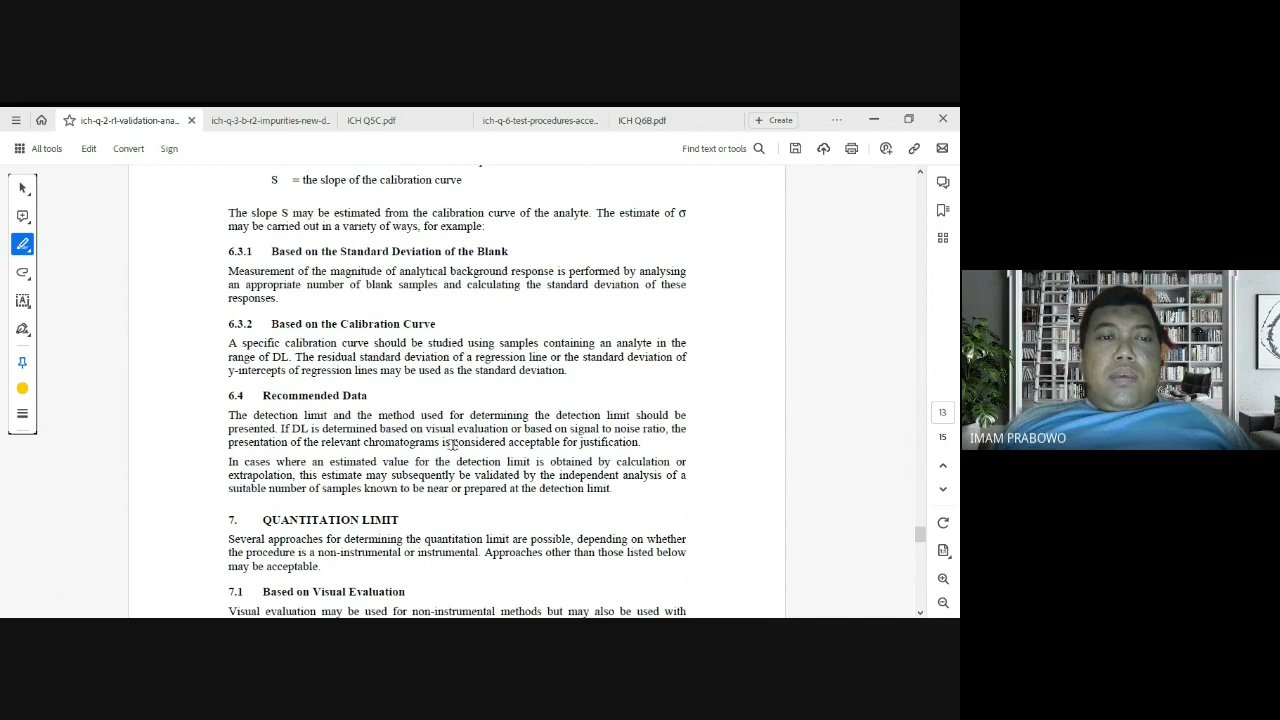 ich-q-2-r1-validation-ana...
ich-q-3-b-r2-impurities-new-d...
ICH Q5C.pdf
ich-q-6-test-procedures-acce...
ICH Q6B.pdf
Create
All tools
Edit
Convert
Sign
Find text or tools
S = the slope of the calibration curve
The slope S may be estimated from the calibration curve of the analyte. The estimate of σ
may be carried out in a variety of ways, for example:
6.3.1 Based on the Standard Deviation of the Blank
Measurement of the magnitude of analytical background response is performed by analysing
an appropriate number of blank samples and calculating the standard deviation of these
responses.
6.3.2 Based on the Calibration Curve
A specific calibration curve should be studied using samples containing an analyte in the
range of DL. The residual standard deviation of a regression line or the standard deviation of
y-intercepts of regression lines may be used as the standard deviation.
6.4 Recommended Data
The detection limit and the method used for determining the detection limit should be
presented. If DL is determined based on visual evaluation or based on signal to noise ratio, the
presentation of the relevant chromatograms is considered acceptable for justification.
In cases where an estimated value for the detection limit is obtained by calculation or
extrapolation, this estimate may subsequently be validated by the independent analysis of a
suitable number of samples known to be near or prepared at the detection limit.
7. QUANTITATION LIMIT
Several approaches for determining the quantitation limit are possible, depending on whether
the procedure is a non-instrumental or instrumental. Approaches other than those listed below
may be acceptable.
7.1 Based on Visual Evaluation
Visual evaluation may be used for non-instrumental methods but may also be used with
13
15
IMAM PRABOWO